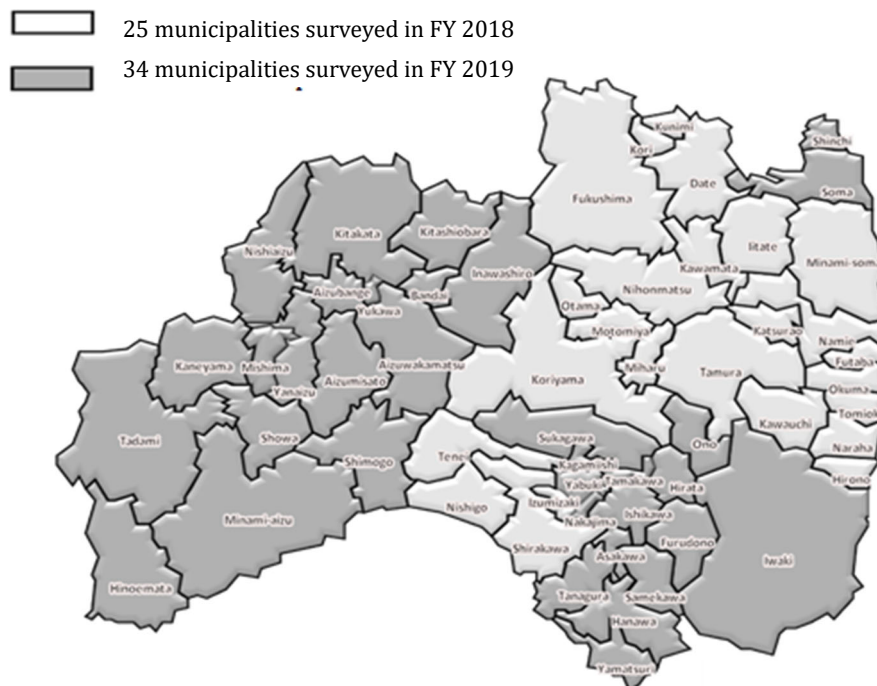 25 municipalities surveyed in FY 2018
34 municipalities surveyed in FY 2019
Kunimi
Shinchi
Kori
Date
Soma
Fukushima
Kitakata
Kitashiobara
Iitate
Nishiaizu
Minami-som
Inawashiro
Kawamata
Nihonmatsu
Aizubange
Bandai
Otama
Yukawa
Motomiya
Katsurao
Namie
Futaba
Kaneyama
Mishima
Aizuwakamatsu
Miharu
Tamura
Koriyama
Aizumisato
Yanaizu
Okuma
Tomiok
Kawauchi
Tadami
Showa
Sukagawa
Ono
Naraha
Tenei
Shimogo
Kagamiishi
Hirono
Yabuki
Tamakawa
Hirata
Izumizaki
Nishigo
Ishikawa
Minami-aizu
Nakajima
Furudono
Shirakawa
Asakawa
Iwaki
Hinoemata
Tanagura
Samekawa
Hanawa
Yamatsuri